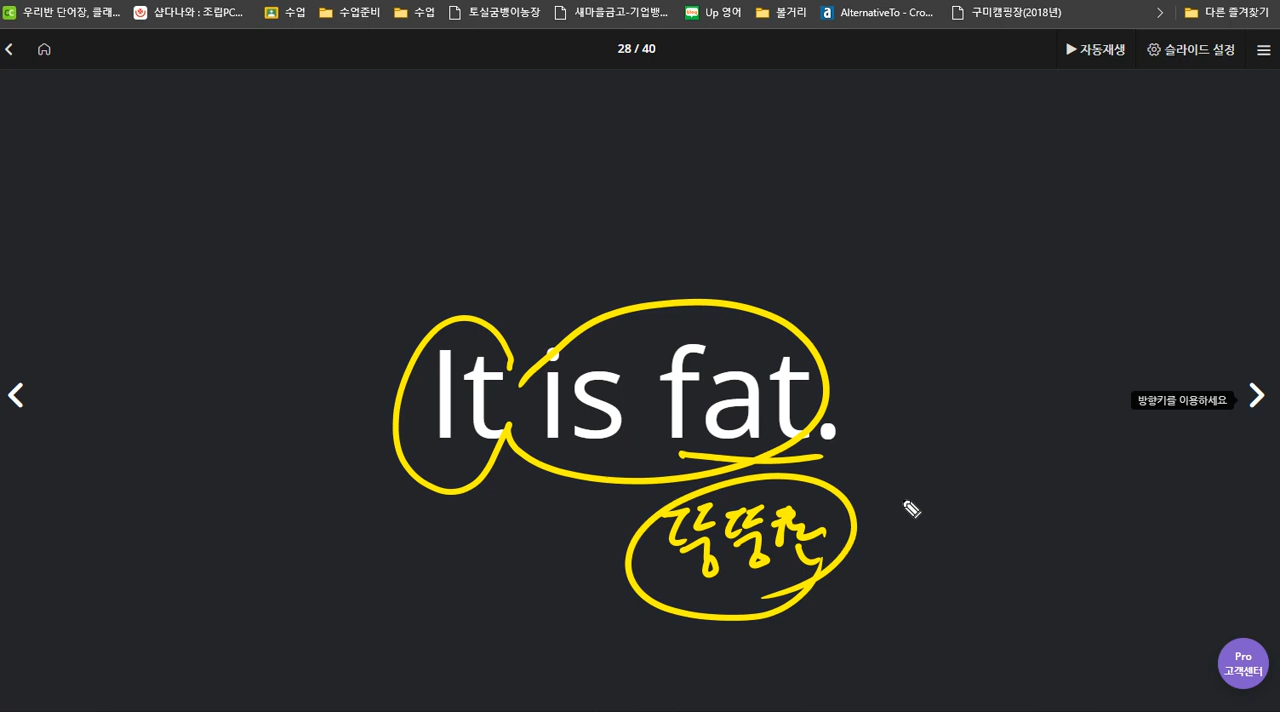 우리반 단어장, 클래... 샵다나와 : 조립PC... 수업 수업준비 수업 토실굼벵이농장 새마을금고-기업뱅... Up 영어 볼거리 AlternativeTo - Cro... 구미캠핑장(2018년) 다른 즐겨찾기
28 / 40 자동재생 슬라이드 설정
It is fat.
방향키를 이용하세요
뚱뚱한
Pro
고객센터